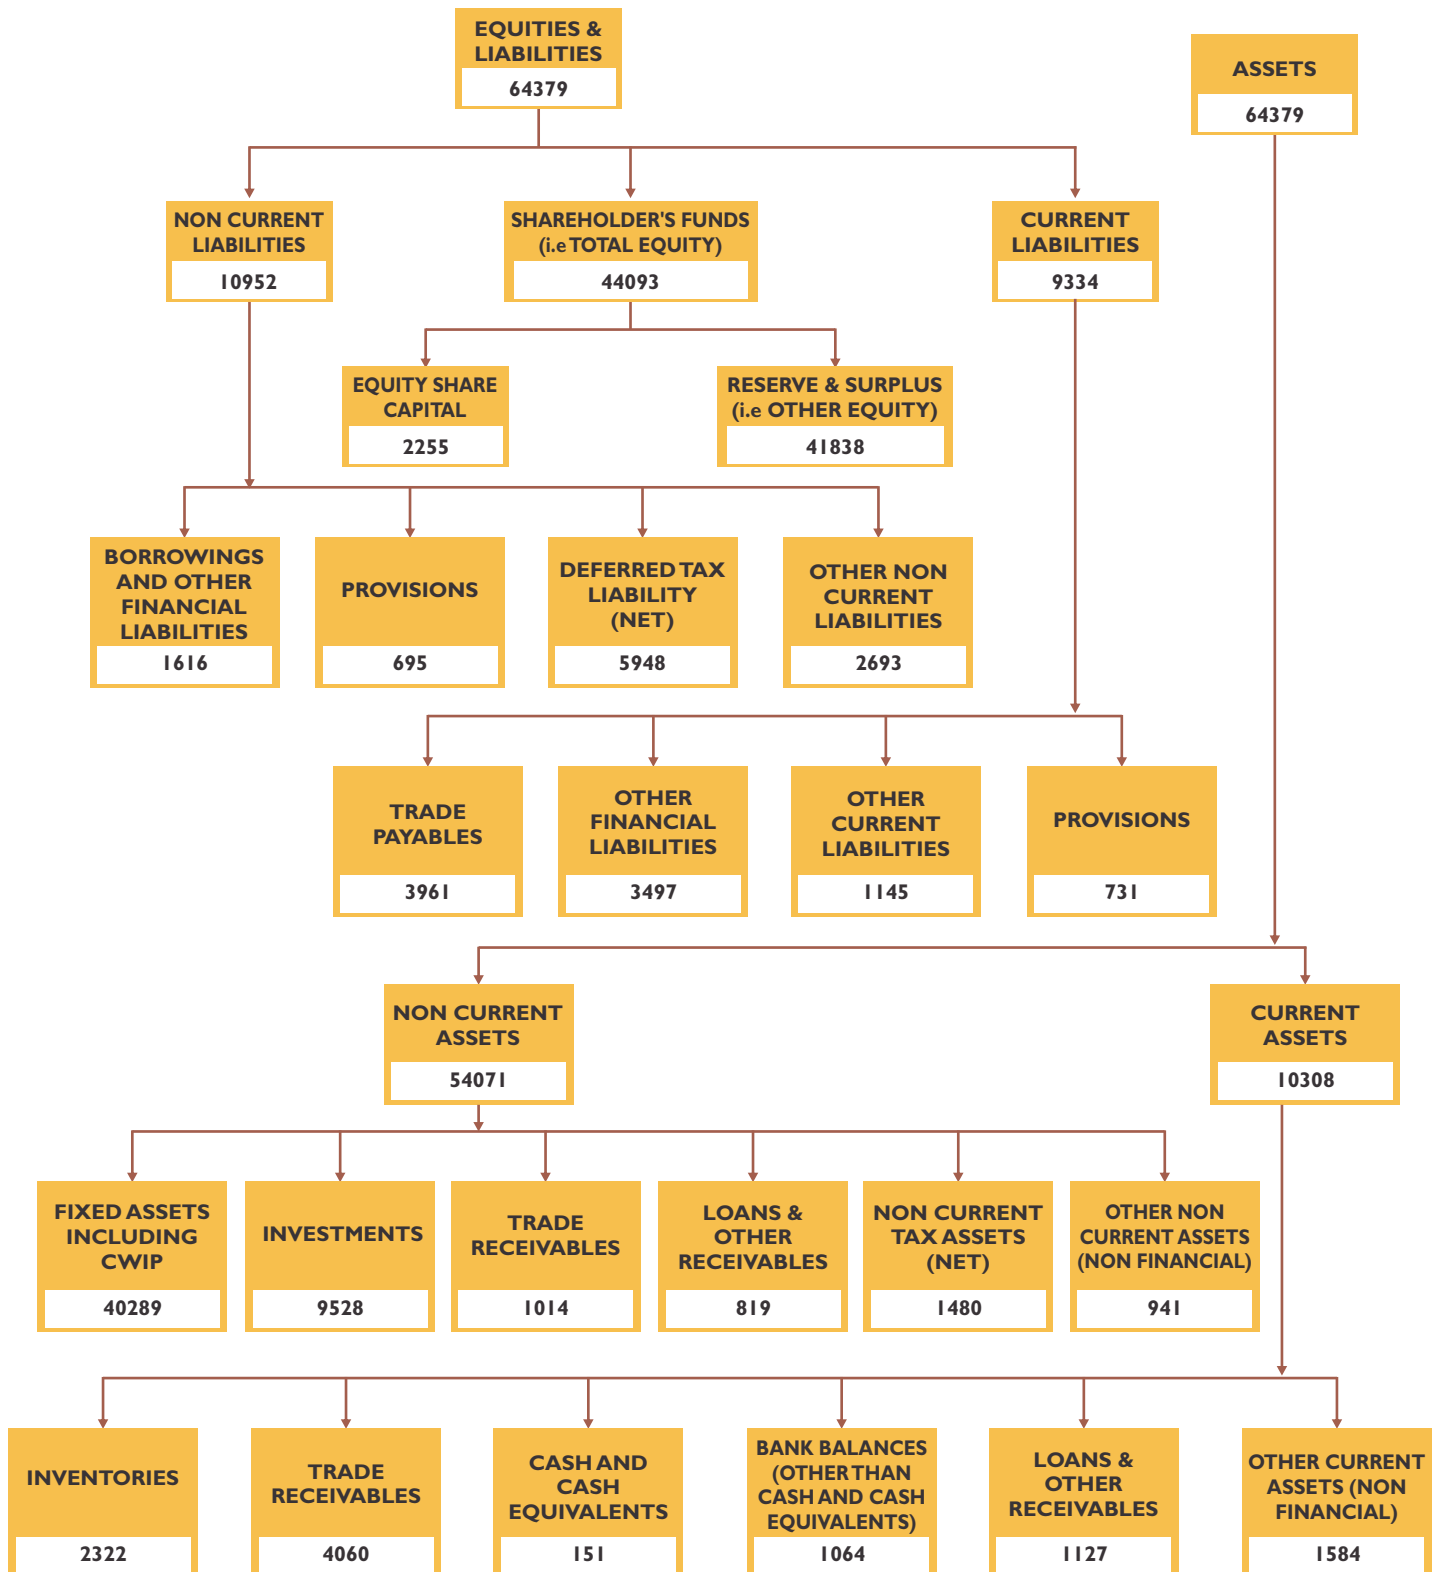 EQUITIES &
LIABILITIES
64379
ASSETS
64379
NON CURRENT
LIABILITIES
10952
SHAREHOLDER'S FUNDS
(i.e TOTAL EQUITY)
44093
CURRENT
LIABILITIES
9334
EQUITY SHARE
CAPITAL
2255
RESERVE & SURPLUS
(i.e OTHER EQUITY)
41838
BORROWINGS
AND OTHER
FINANCIAL
LIABILITIES
1616
PROVISIONS
695
DEFERRED TAX
LIABILITY
(NET)
5948
OTHER NON
CURRENT
LIABILITIES
2693
TRADE
PAYABLES
3961
OTHER
FINANCIAL
LIABILITIES
3497
OTHER
CURRENT
LIABILITIES
1145
PROVISIONS
731
NON CURRENT
ASSETS
54071
CURRENT
ASSETS
10308
FIXED ASSETS
INCLUDING
CWIP
40289
INVESTMENTS
9528
TRADE
RECEIVABLES
1014
LOANS &
OTHER
RECEIVABLES
819
NON CURRENT
TAX ASSETS
(NET)
1480
OTHER NON
CURRENT ASSETS
(NON FINANCIAL)
941
INVENTORIES
2322
TRADE
RECEIVABLES
4060
CASH AND
CASH
EQUIVALENTS
151
BANK BALANCES
(OTHER THAN
CASH AND CASH
EQUIVALENTS)
1064
LOANS &
OTHER
RECEIVABLES
1127
OTHER CURRENT
ASSETS (NON
FINANCIAL)
1584